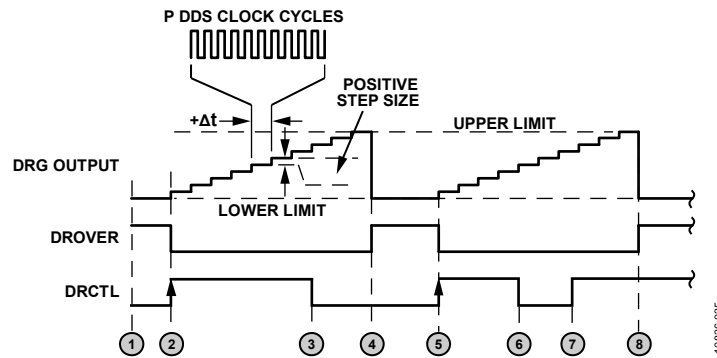 P DDS CLOCK CYCLES
POSITIVE
STEP SIZE
+Δt
UPPER LIMIT
DRG OUTPUT
LOWER LIMIT
DROVER
DRCTL
1 2 3 4 5 6 7 8